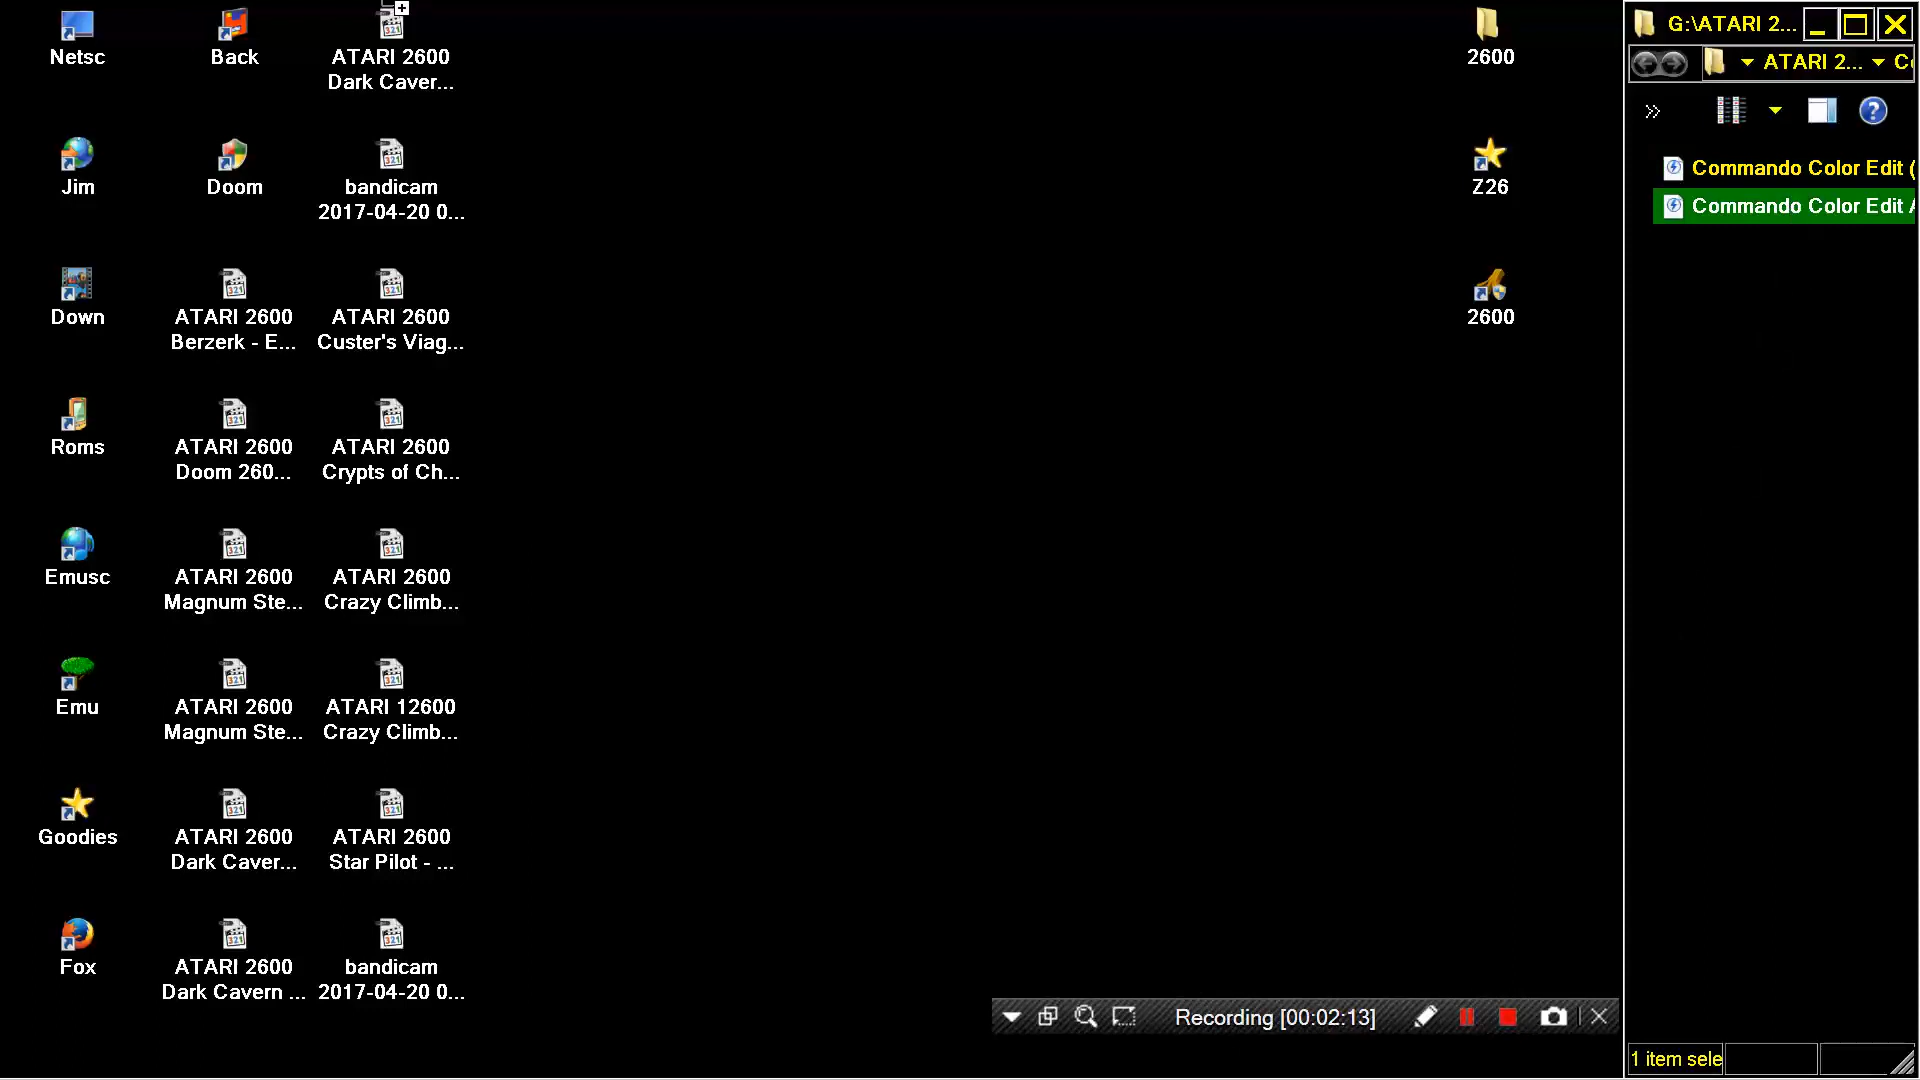 Netsc
Back
ATARI 2600
Dark Caver...
2600
Jim
Doom
bandicam
2017-04-20 0...
Z26
Down
ATARI 2600
Berzerk - E...
ATARI 2600
Custer's Viag...
2600
Roms
ATARI 2600
Doom 260...
ATARI 2600
Crypts of Ch...
Emusc
ATARI 2600
Magnum Ste...
ATARI 2600
Crazy Climb...
Emu
ATARI 2600
Magnum Ste...
ATARI 12600
Crazy Climb...
Goodies
ATARI 2600
Dark Caver...
ATARI 2600
Star Pilot - ...
Fox
ATARI 2600
Dark Cavern ...
bandicam
2017-04-20 0...
Recording [00:02:13]
G:\ATARI 2...
ATARI 2...
Commando Color Edit (
Commando Color Edit
1 item sele